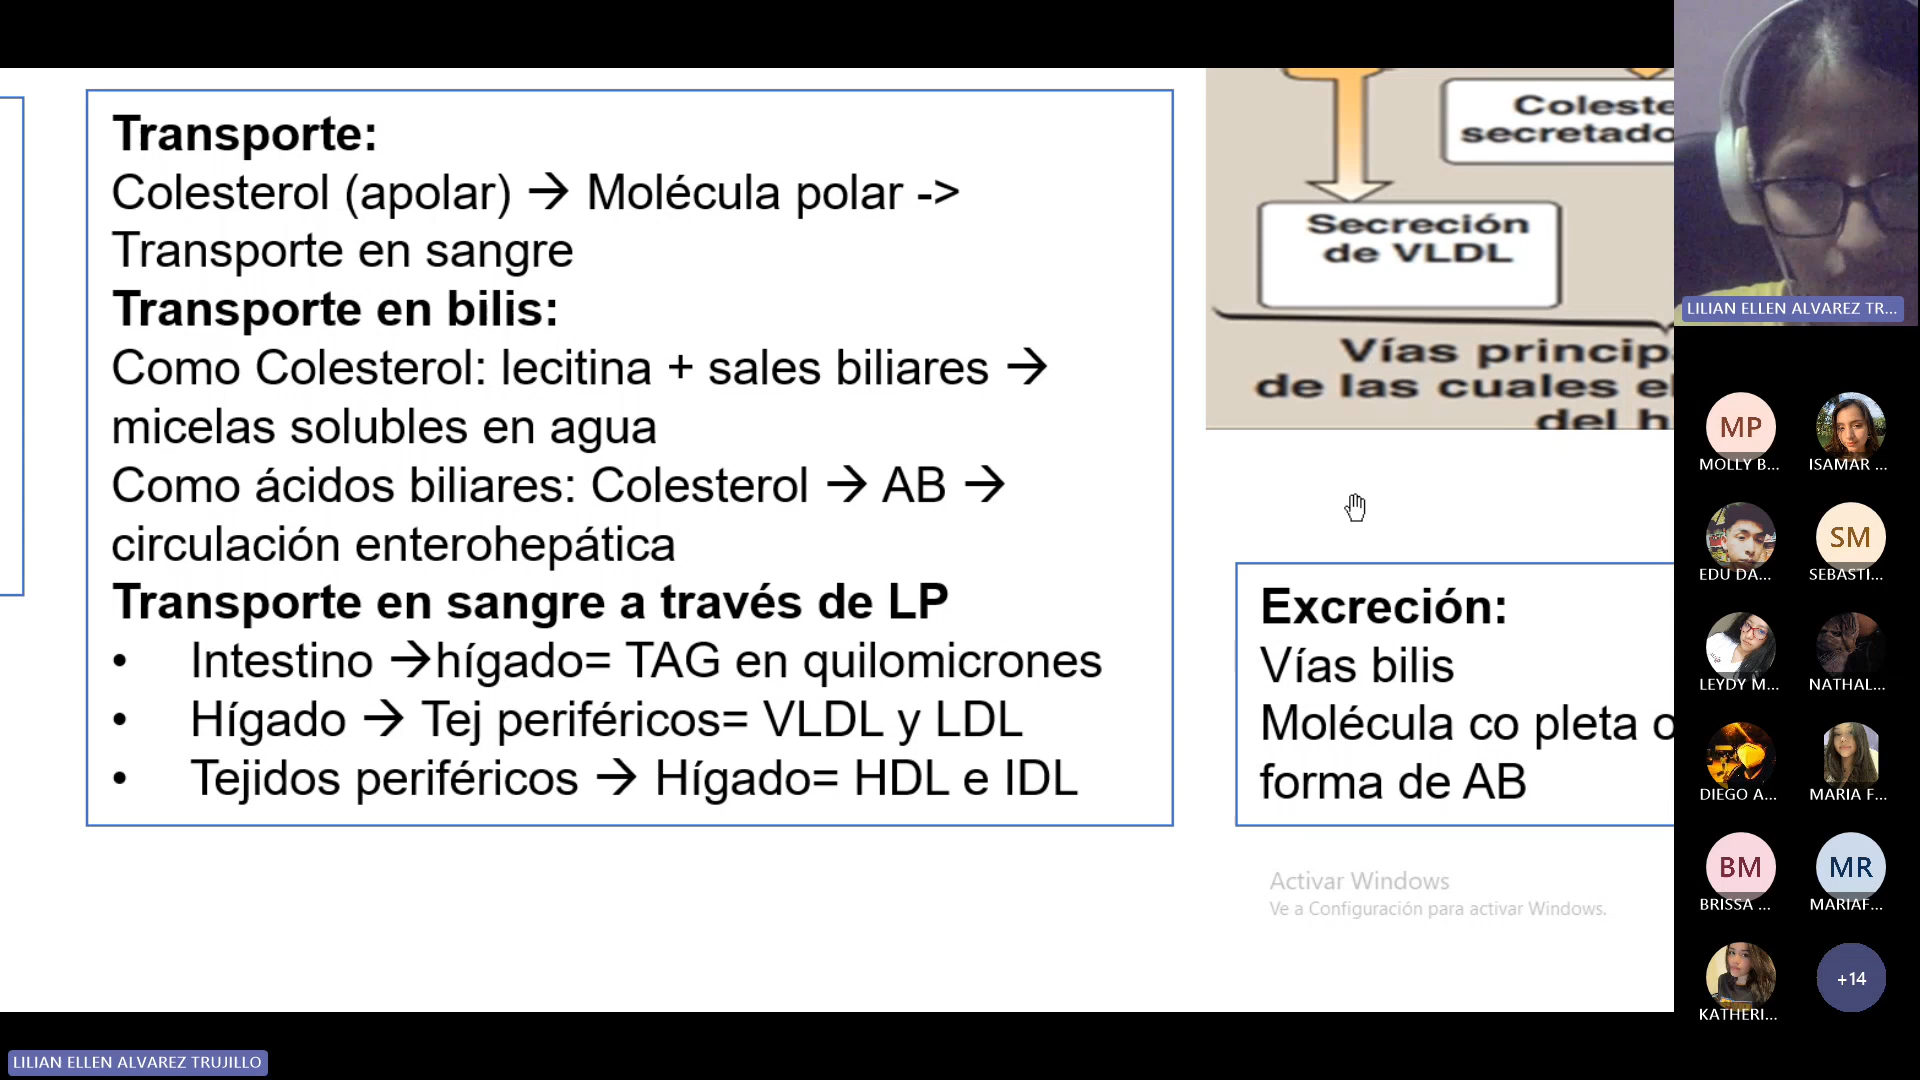 Transporte:
Colesterol (apolar) → Molécula polar ->
Transporte en sangre
Transporte en bilis:
Como Colesterol: lecitina + sales biliares →
micelas solubles en agua
Como ácidos biliares: Colesterol → AB →
circulación enterohepática
Transporte en sangre a través de LP
• Intestino →hígado= TAG en quilomicrones
• Hígado → Tej periféricos= VLDL y LDL
• Tejidos periféricos → Hígado= HDL e IDL
Coleste
secretado
Secreción
de VLDL
Vías princip
de las cuales el
del h
Excreción:
Vías bilis
Molécula co pleta o
forma de AB
Activar Windows
Ve a Configuración para activar Windows.
LILIAN ELLEN ALVAREZ TR...
MP
MOLLY B...
ISAMAR ...
EDU DA...
SM
SEBASTI...
LEYDY M...
NATHAL...
DIEGO A...
MARIA F...
BM
BRISSA ...
MR
MARIAF...
KATHERI...
+14
LILIAN ELLEN ALVAREZ TRUJILLO